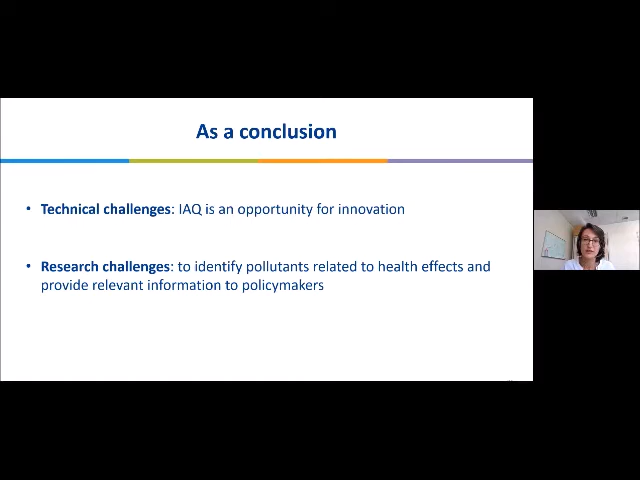 As a conclusion
• Technical challenges: IAQ is an opportunity for innovation
• Research challenges: to identify pollutants related to health effects and
provide relevant information to policymakers